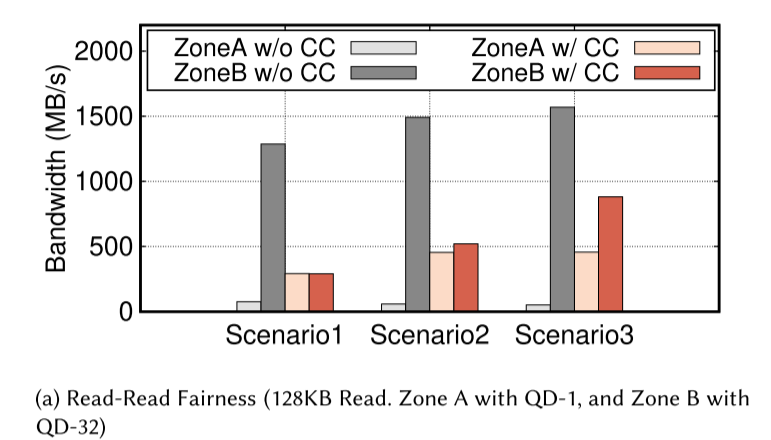 2000
1500
1000
500
0
Bandwidth (MB/s)
ZoneA w/o CC
ZoneB w/o CC
ZoneA w/ CC
ZoneB w/ CC
Scenario1 Scenario2 Scenario3
(a) Read-Read Fairness (128KB Read. Zone A with QD-1, and Zone B with
QD-32)